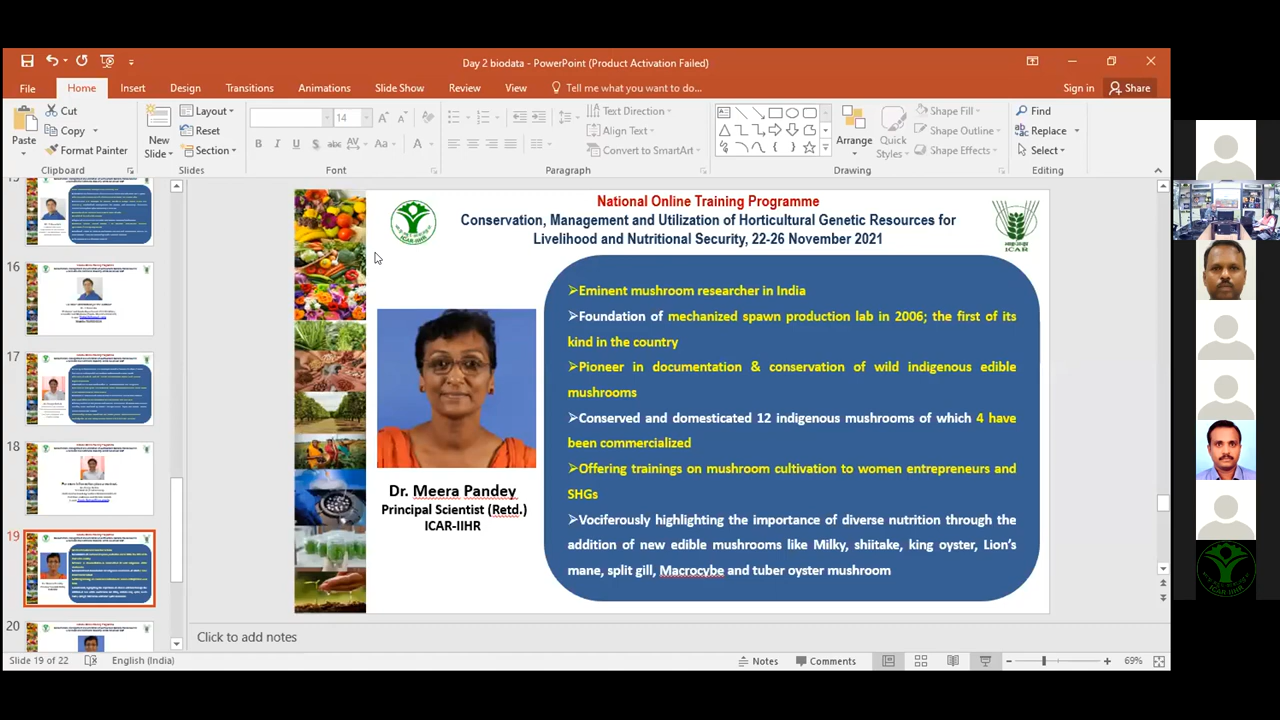 Day 2 biodata - PowerPoint (Product Activation Failed)
File Home Insert Design Transitions Animations Slide Show Review View Tell me what you want to do... Sign in Share
Paste
Cut
Copy
Format Painter
Clipboard
New Slide
Layout
Reset
Section
Slides
14
B I U S abc AV Aa A
Font
Text Direction
Align Text
Convert to SmartArt
Paragraph
Arrange
Quick Styles
Shape Fill
Shape Outline
Shape Effects
Drawing
Find
Replace
Select
Editing
16
17
18
19
20
National Online Training Programme
ICAR
Livelihood and Nutritional Security, 22-26 November 2021
➢Eminent mushroom researcher in India
➢Foundation of mechanized spawn production lab in 2006; the first of its
kind in the country
➢Pioneer in documentation & conservation of wild indigenous edible
mushrooms
➢Conserved and domesticated 12 indigenous mushrooms of which 4 have
been commercialized
➢Offering trainings on mushroom cultivation to women entrepreneurs and
SHGs
➢Vociferously highlighting the importance of diverse nutrition through the
addition of new edible mushrooms like Milky, shiitake, king oyster, Lion's
mane, split gill, Macrocybe and tuber oyster mushroom
Dr. Meera Pandey
Principal Scientist (Retd.)
ICAR-IIHR
Click to add notes
Slide 19 of 22 English (India) Notes Comments 69%
ICAR-IIHR